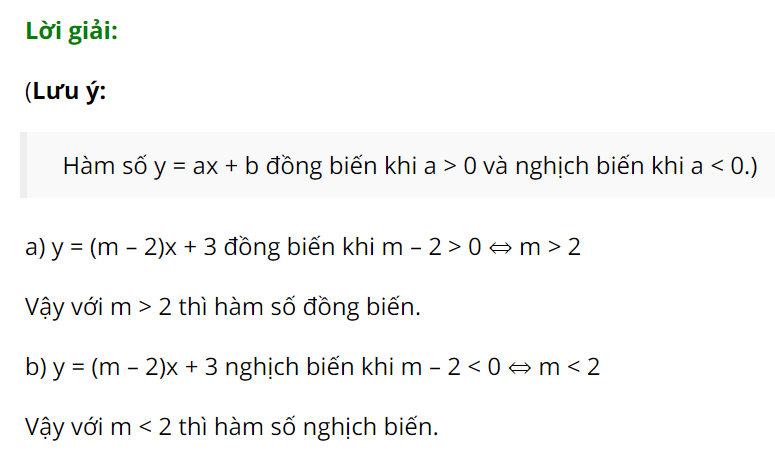 Lời giải:
(Lưu ý:
Hàm số y = ax + b đồng biến khi a > 0 và nghịch biến khi a < 0.)
a) y = (m – 2)x + 3 đồng biến khi m – 2 > 0 ⇔ m > 2
Vậy với m > 2 thì hàm số đồng biến.
b) y = (m – 2)x + 3 nghịch biến khi m – 2 < 0 ⇔ m < 2
Vậy với m < 2 thì hàm số nghịch biến.